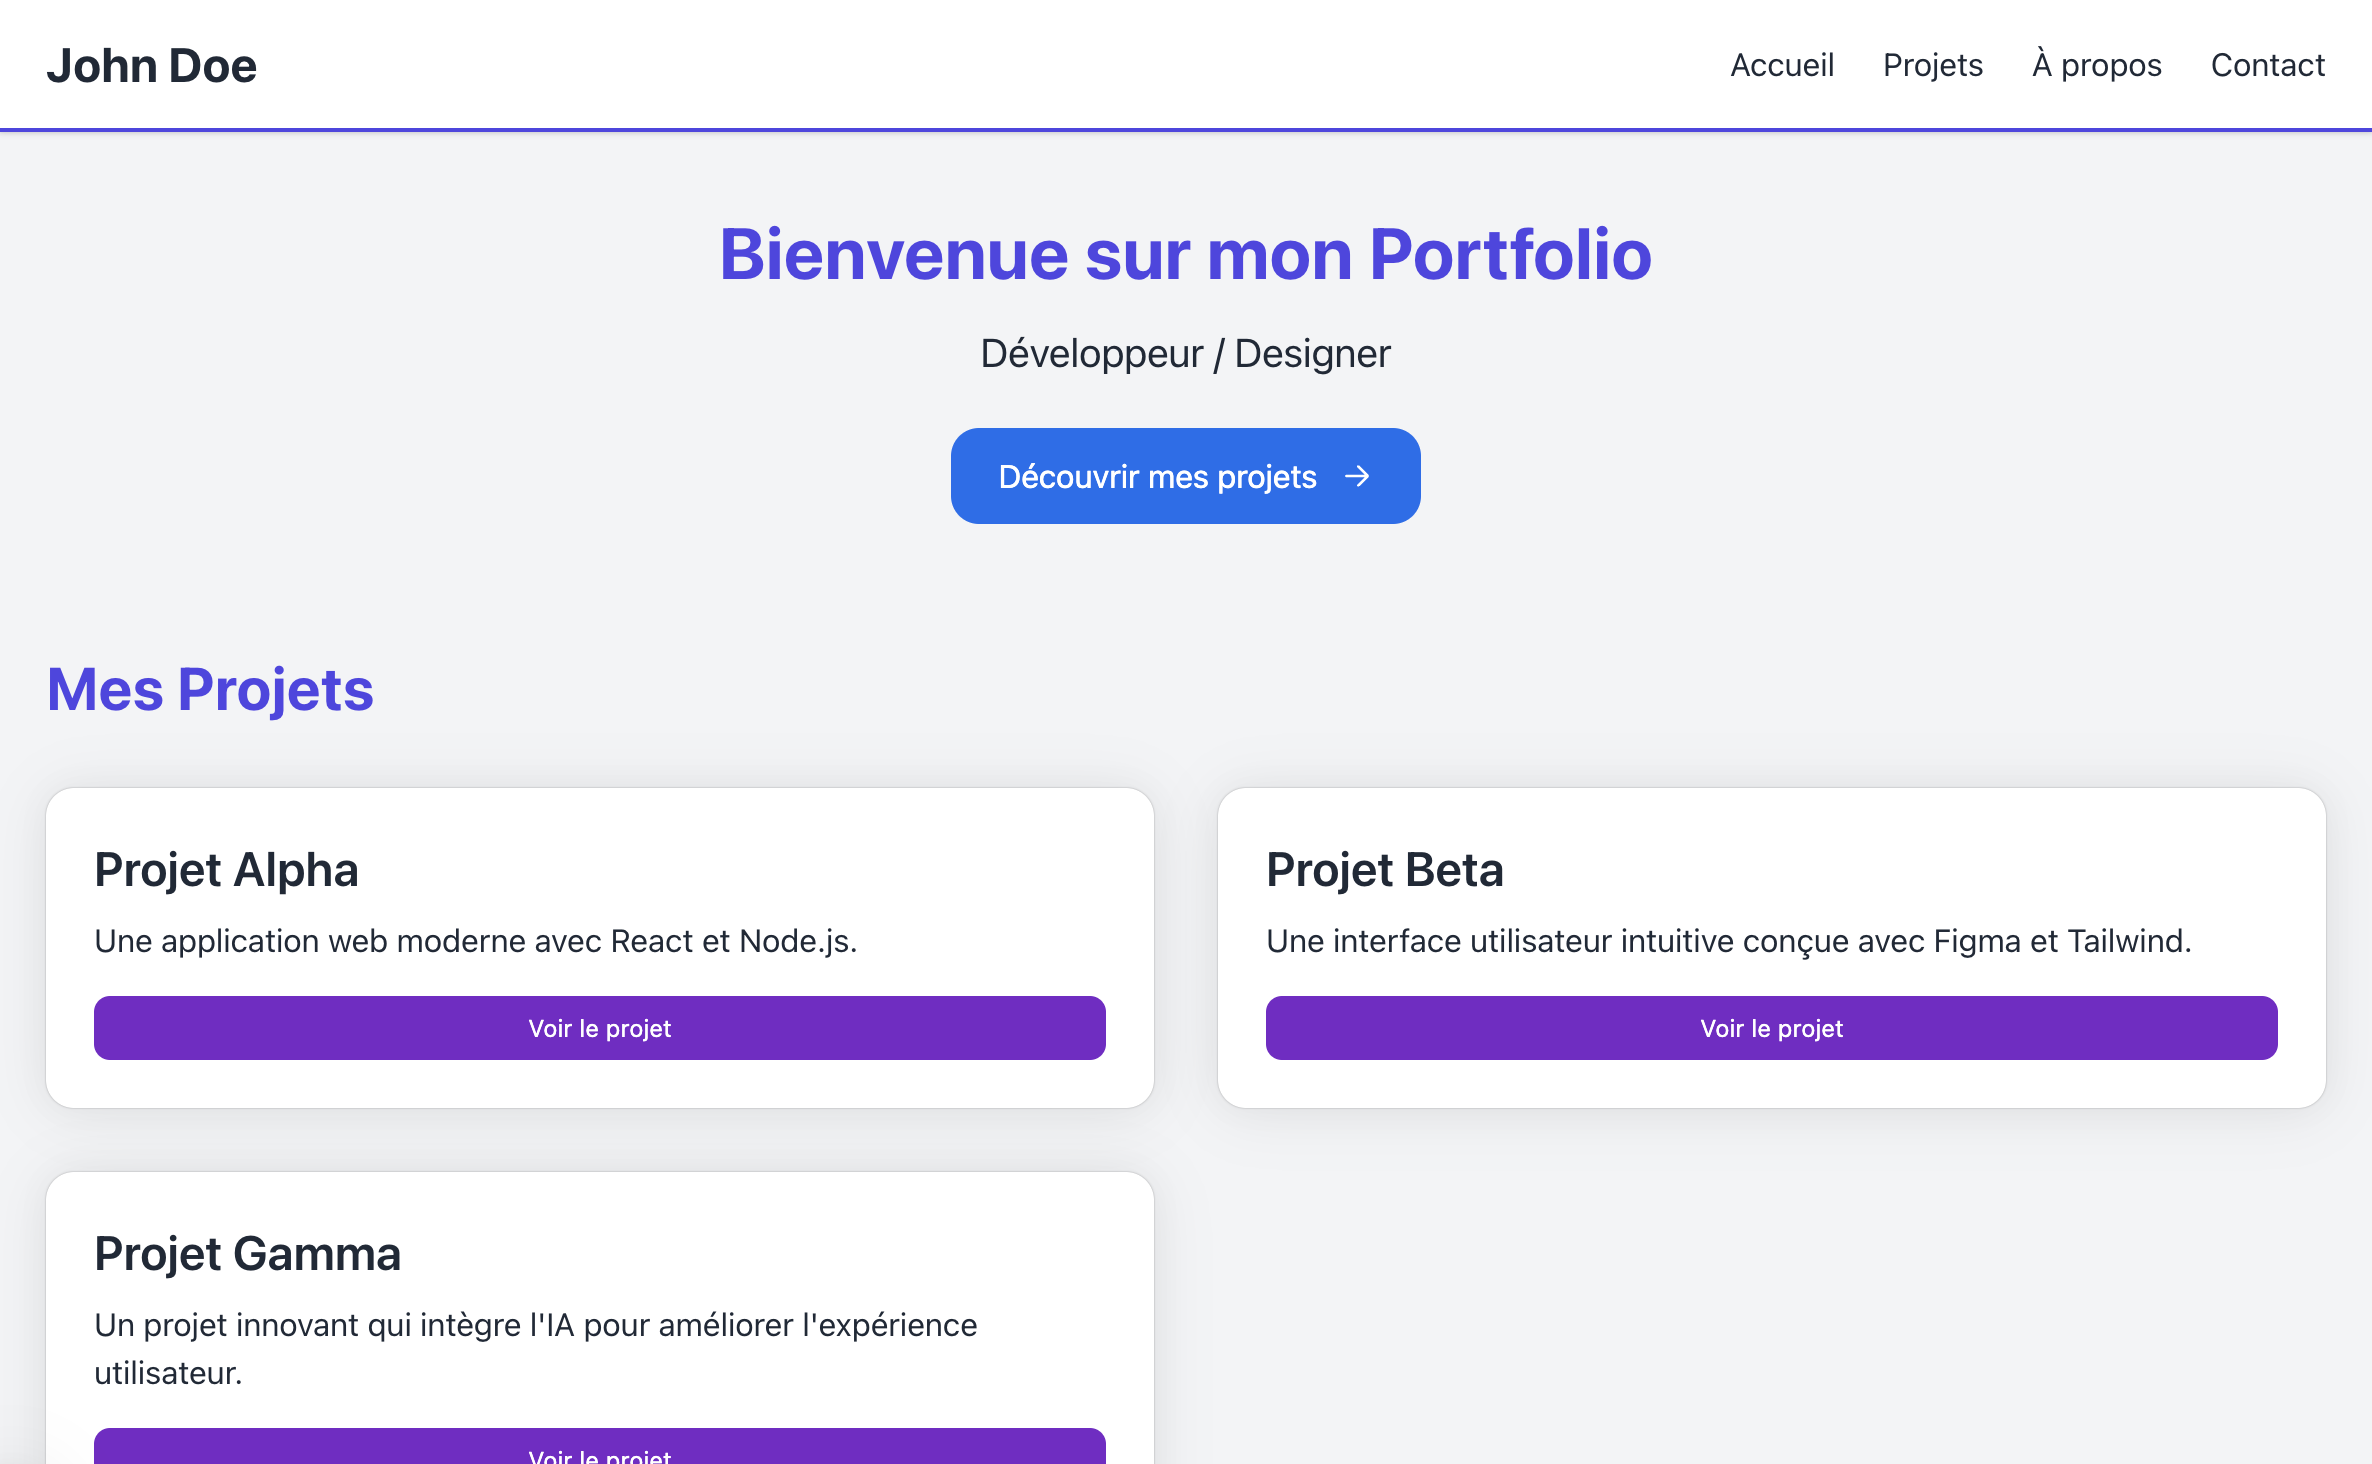 John Doe
Accueil Projets À propos Contact
Bienvenue sur mon Portfolio
Développeur / Designer
Découvrir mes projets →
Mes Projets
Projet Alpha
Une application web moderne avec React et Node.js.
Voir le projet
Projet Beta
Une interface utilisateur intuitive conçue avec Figma et Tailwind.
Voir le projet
Projet Gamma
Un projet innovant qui intègre l'IA pour améliorer l'expérience
utilisateur.
Voir le projet